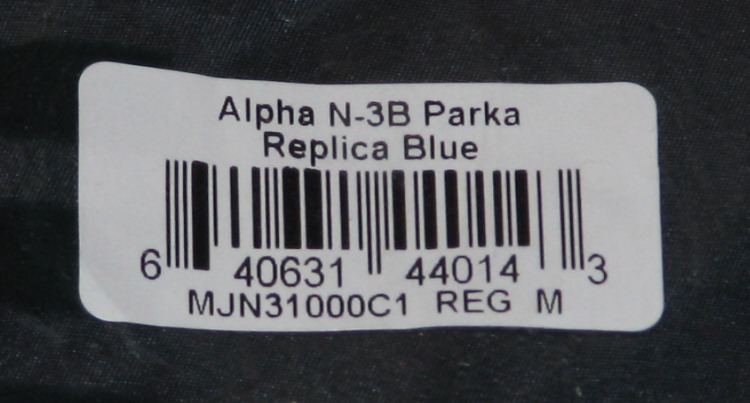 Alpha N-3B Parka
Replica Blue
6 40631 44014 3
MJN31000C1 REG M